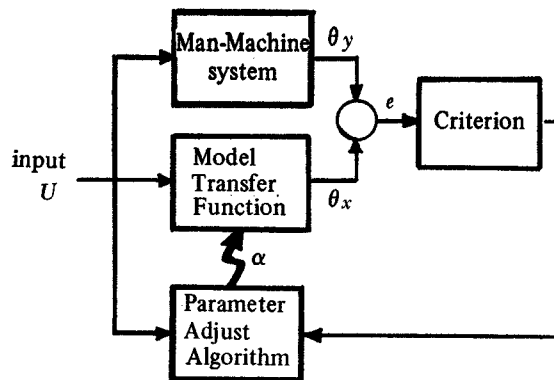 Man-Machine
system
θy
e
Criterion
input
U
Model
Transfer
Function
θx
α
Parameter
Adjust
Algorithm